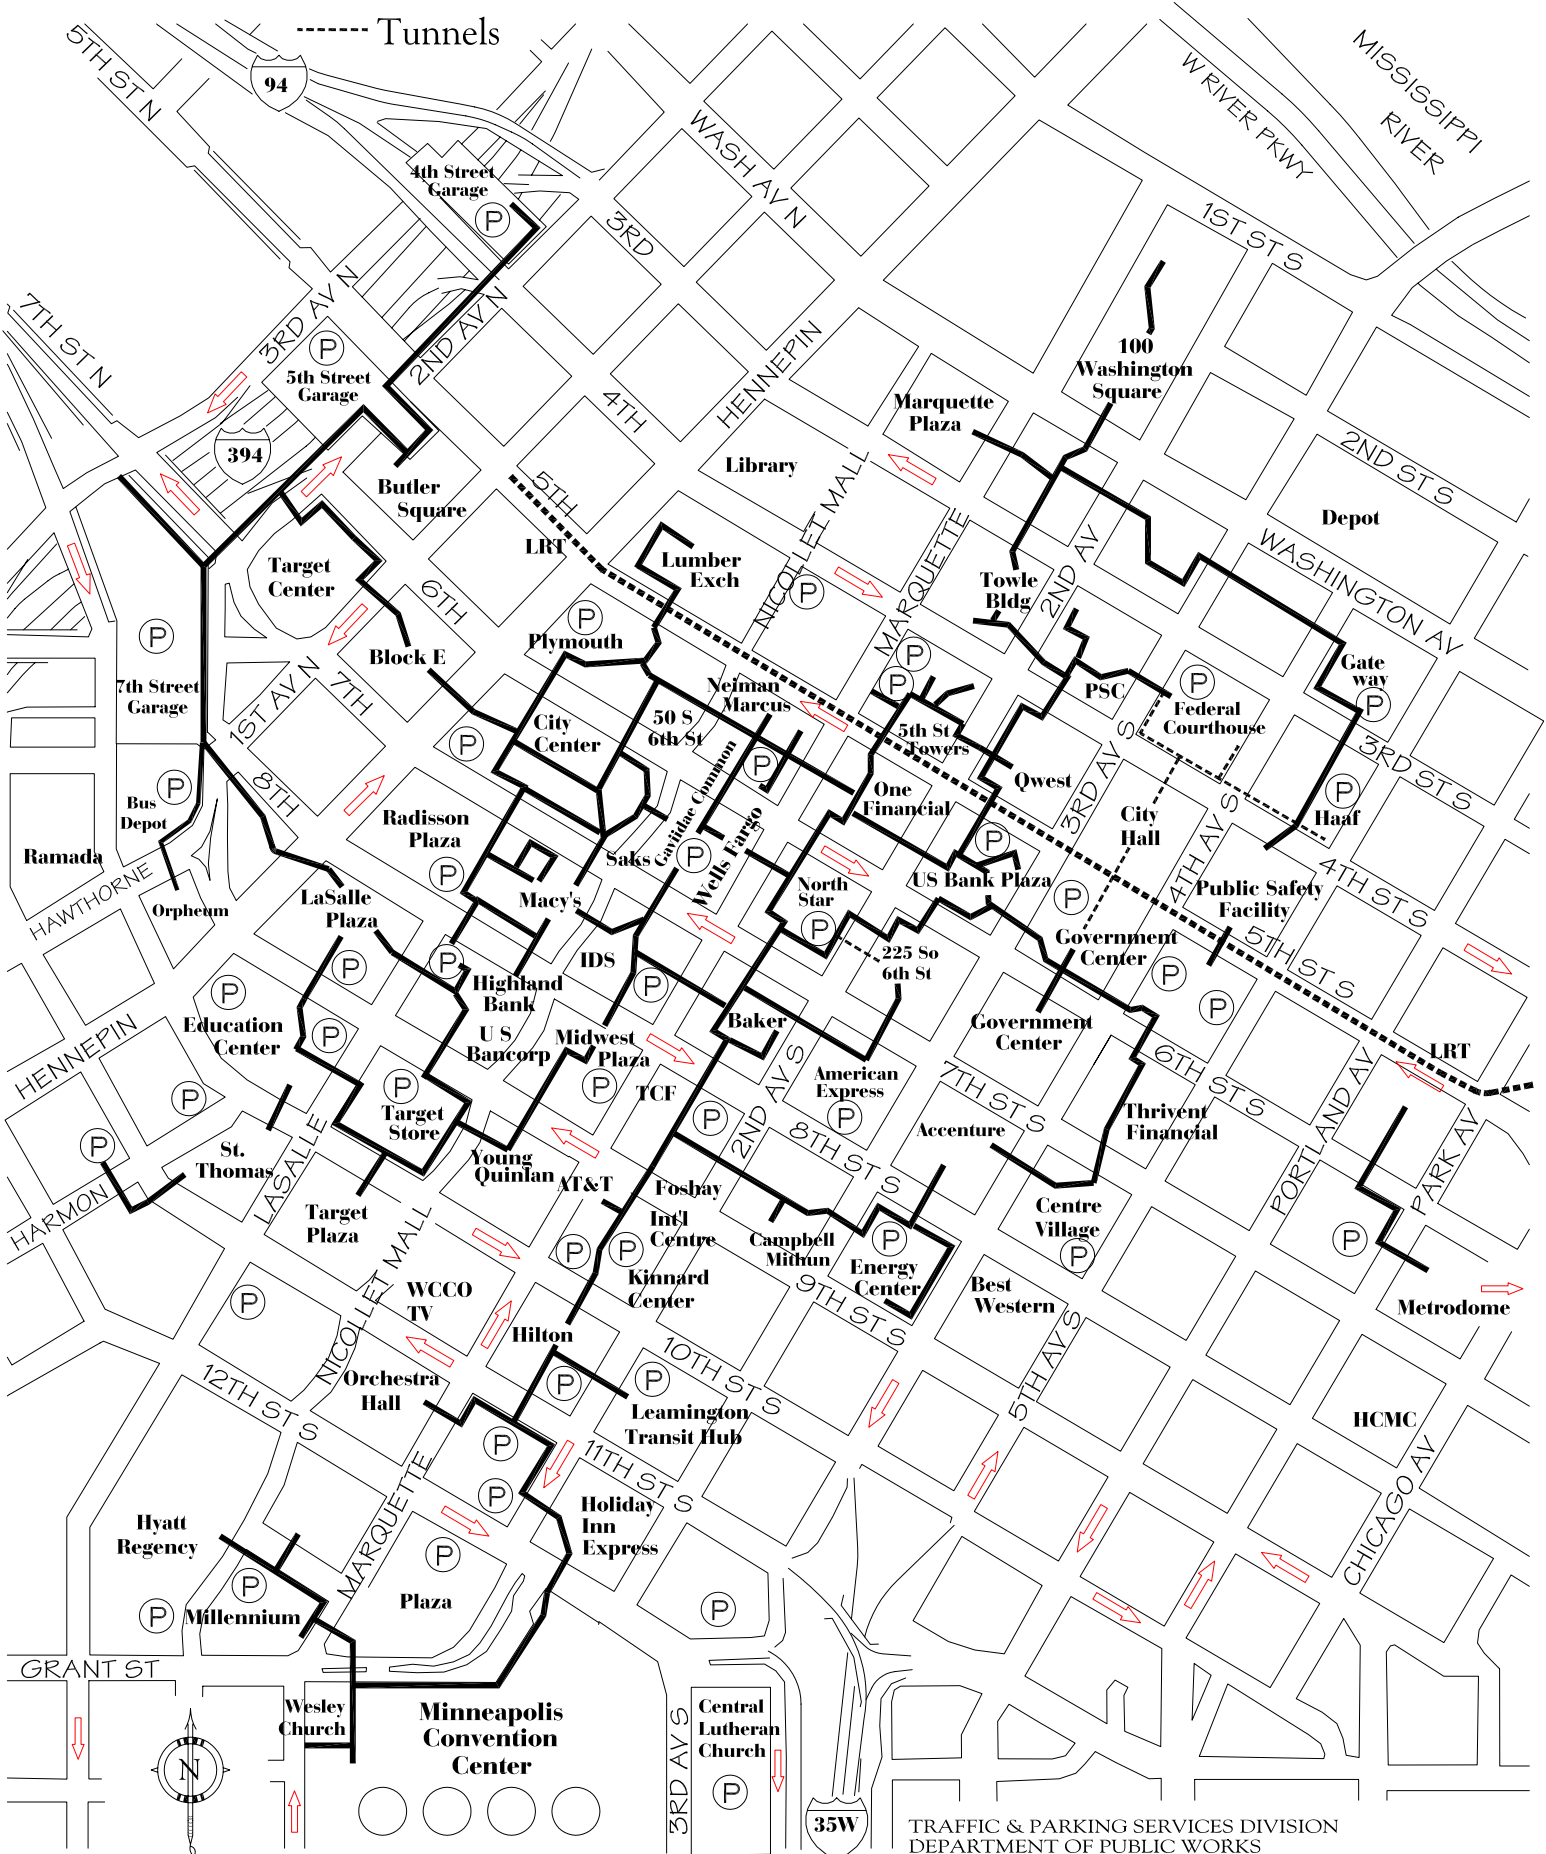 Tunnels
5TH ST N
94
MISSISSIPPI
RIVER
W RIVER PKWY
WASH AV N
4th Street
Garage
P
3RD
1ST ST S
7TH ST N
3RD AV N
2ND AV N
P
5th Street
Garage
HENNEPIN
4TH
100
Washington
Square
Marquette
Plaza
394
Library
2ND ST S
Butler
Square
5TH
NICOLLET MALL
MARQUETTE
Depot
LRT
Lumber
Exch
WASHINGTON AV
Target
Center
6TH
P
P
Towle
Bldg
2ND AV
P
Plymouth
Block E
P
P
Gate
way
P
7th Street
Garage
1ST AV N
7TH
Neiman
Marcus
PSC
P
Federal
Courthouse
50 S
6th St
City
Center
P
5th St
Towers
3RD ST S
P
Qwest
3RD AV S
Bus
Depot
P
8TH
One
Financial
City
Hall
P
Haaf
4TH AV S
Radisson
Plaza
Gaviidae Common
Wells Fargo
P
Ramada
Saks
P
P
4TH ST S
HAWTHORNE
Orpheum
LaSalle
Plaza
Macy's
North
Star
P
US Bank Plaza
P
Public Safety
Facility
5TH ST S
Government
Center
P
P
IDS
225 So
6th St
P
P
Highland
Bank
P
P
Education
Center
P
U S
Bancorp
Midwest
Plaza
Baker
Government
Center
HENNEPIN
LRT
6TH ST S
7TH ST S
P
P
Target
Store
P
TCF
P
2ND AV S
American
Express
P
PORTLAND AV
PARK AV
Accenture
Thrivent
Financial
8TH ST S
P
St.
Thomas
LASALLE
Young
Quinlan
AT&T
Foshay
HARMON
Target
Plaza
Int'l
Centre
Centre
Village
P
P
P
P
Campbell
Mithun
P
Energy
Center
NICOLLET MALL
Kinnard
Center
WCCO
TV
Best
Western
9TH ST S
Metrodome
P
Hilton
5TH AV S
10TH ST S
12TH ST S
Orchestra
Hall
P
P
Leamington
Transit Hub
HCMC
CHICAGO AV
P
11TH ST S
MARQUETTE
P
Holiday
Inn
Express
Hyatt
Regency
P
P
Plaza
P
Millennium
P
P
GRANT ST
Wesley
Church
Minneapolis
Convention
Center
3RD AV S
Central
Lutheran
Church
P
N
35W
TRAFFIC & PARKING SERVICES DIVISION
DEPARTMENT OF PUBLIC WORKS